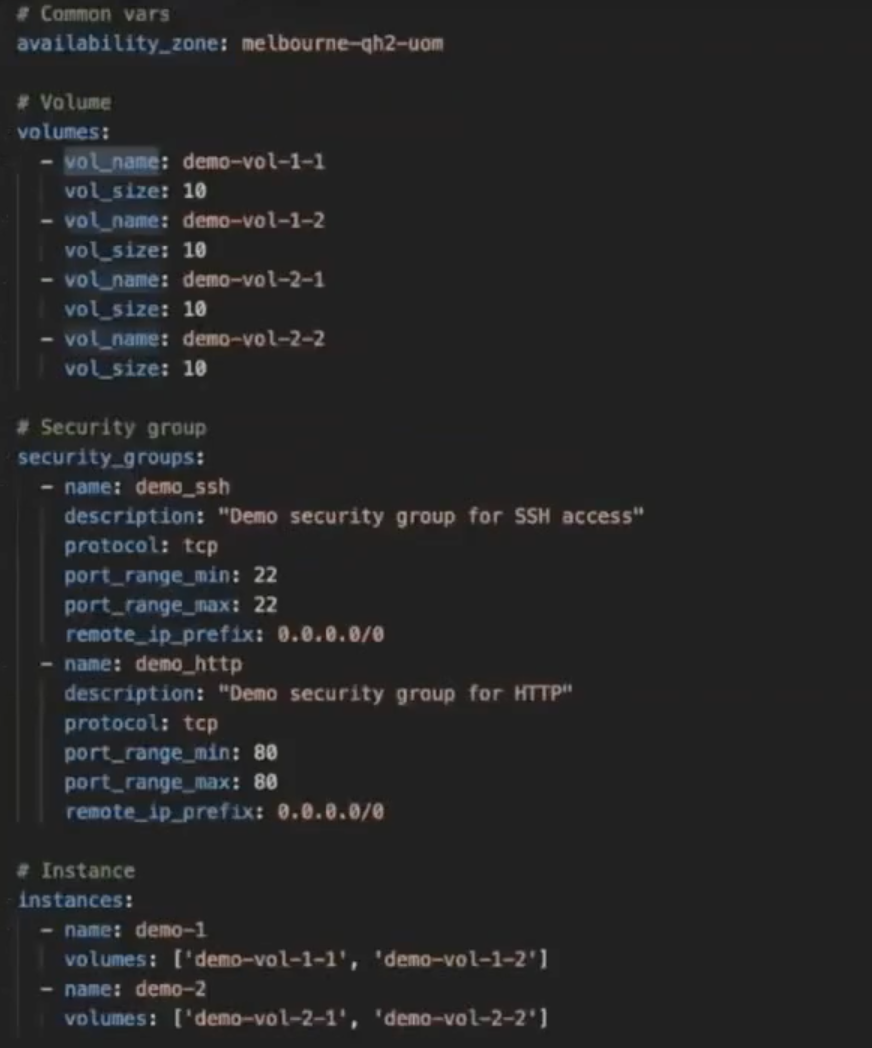 # Common vars
availability_zone: melbourne-qh2-uom
# Volume
volumes:
- vol_name: demo-vol-1-1
vol_size: 10
- vol_name: demo-vol-1-2
vol_size: 10
- vol_name: demo-vol-2-1
vol_size: 10
- vol_name: demo-vol-2-2
vol_size: 10
# Security group
security_groups:
- name: demo_ssh
description: "Demo security group for SSH access"
protocol: tcp
port_range_min: 22
port_range_max: 22
remote_ip_prefix: 0.0.0.0/0
- name: demo_http
description: "Demo security group for HTTP"
protocol: tcp
port_range_min: 80
port_range_max: 80
remote_ip_prefix: 0.0.0.0/0
# Instance
instances:
- name: demo-1
volumes: ['demo-vol-1-1', 'demo-vol-1-2']
- name: demo-2
volumes: ['demo-vol-2-1', 'demo-vol-2-2']